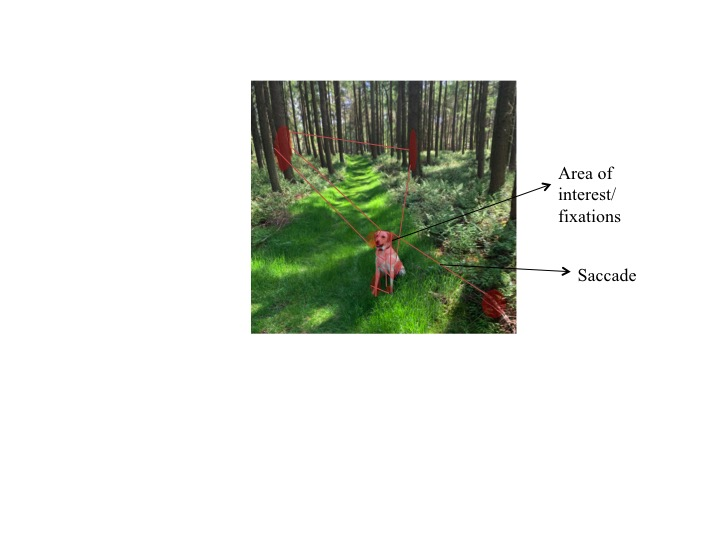 Area of
interest/
fixations
Saccade